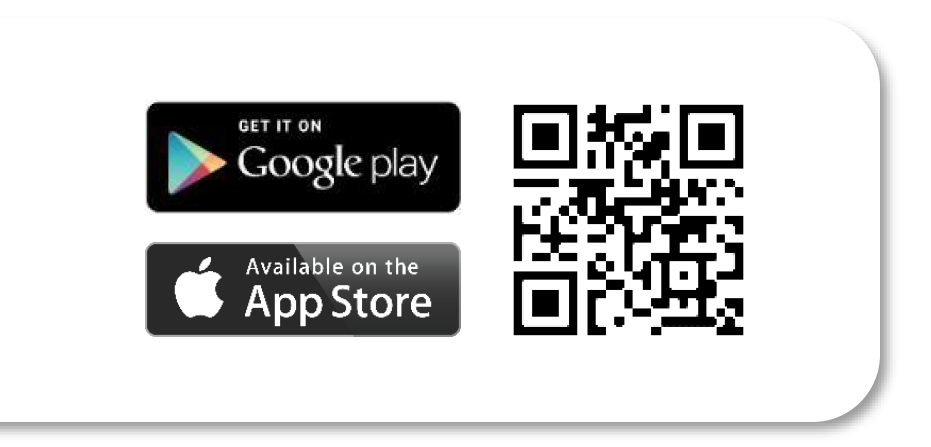 GET IT ON
Google play
Available on the
App Store